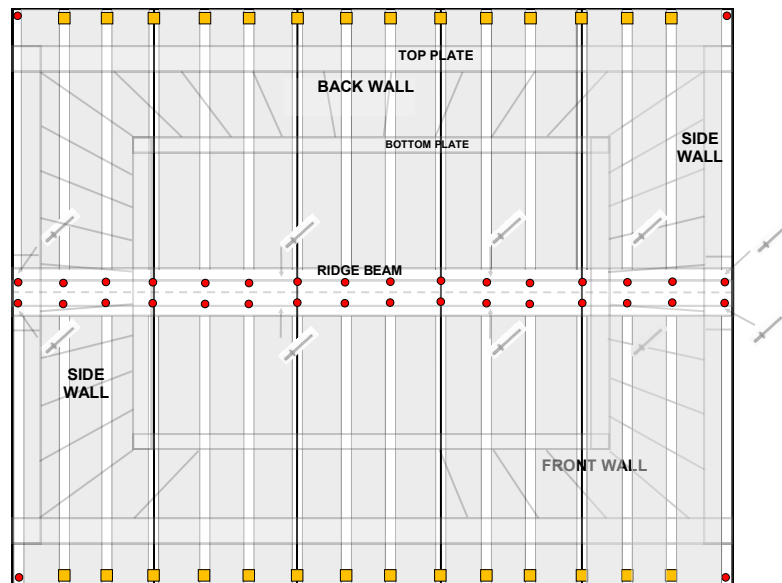 TOP PLATE
BACK WALL
BOTTOM PLATE
SIDE
WALL
RIDGE BEAM
SIDE
WALL
FRONT WALL